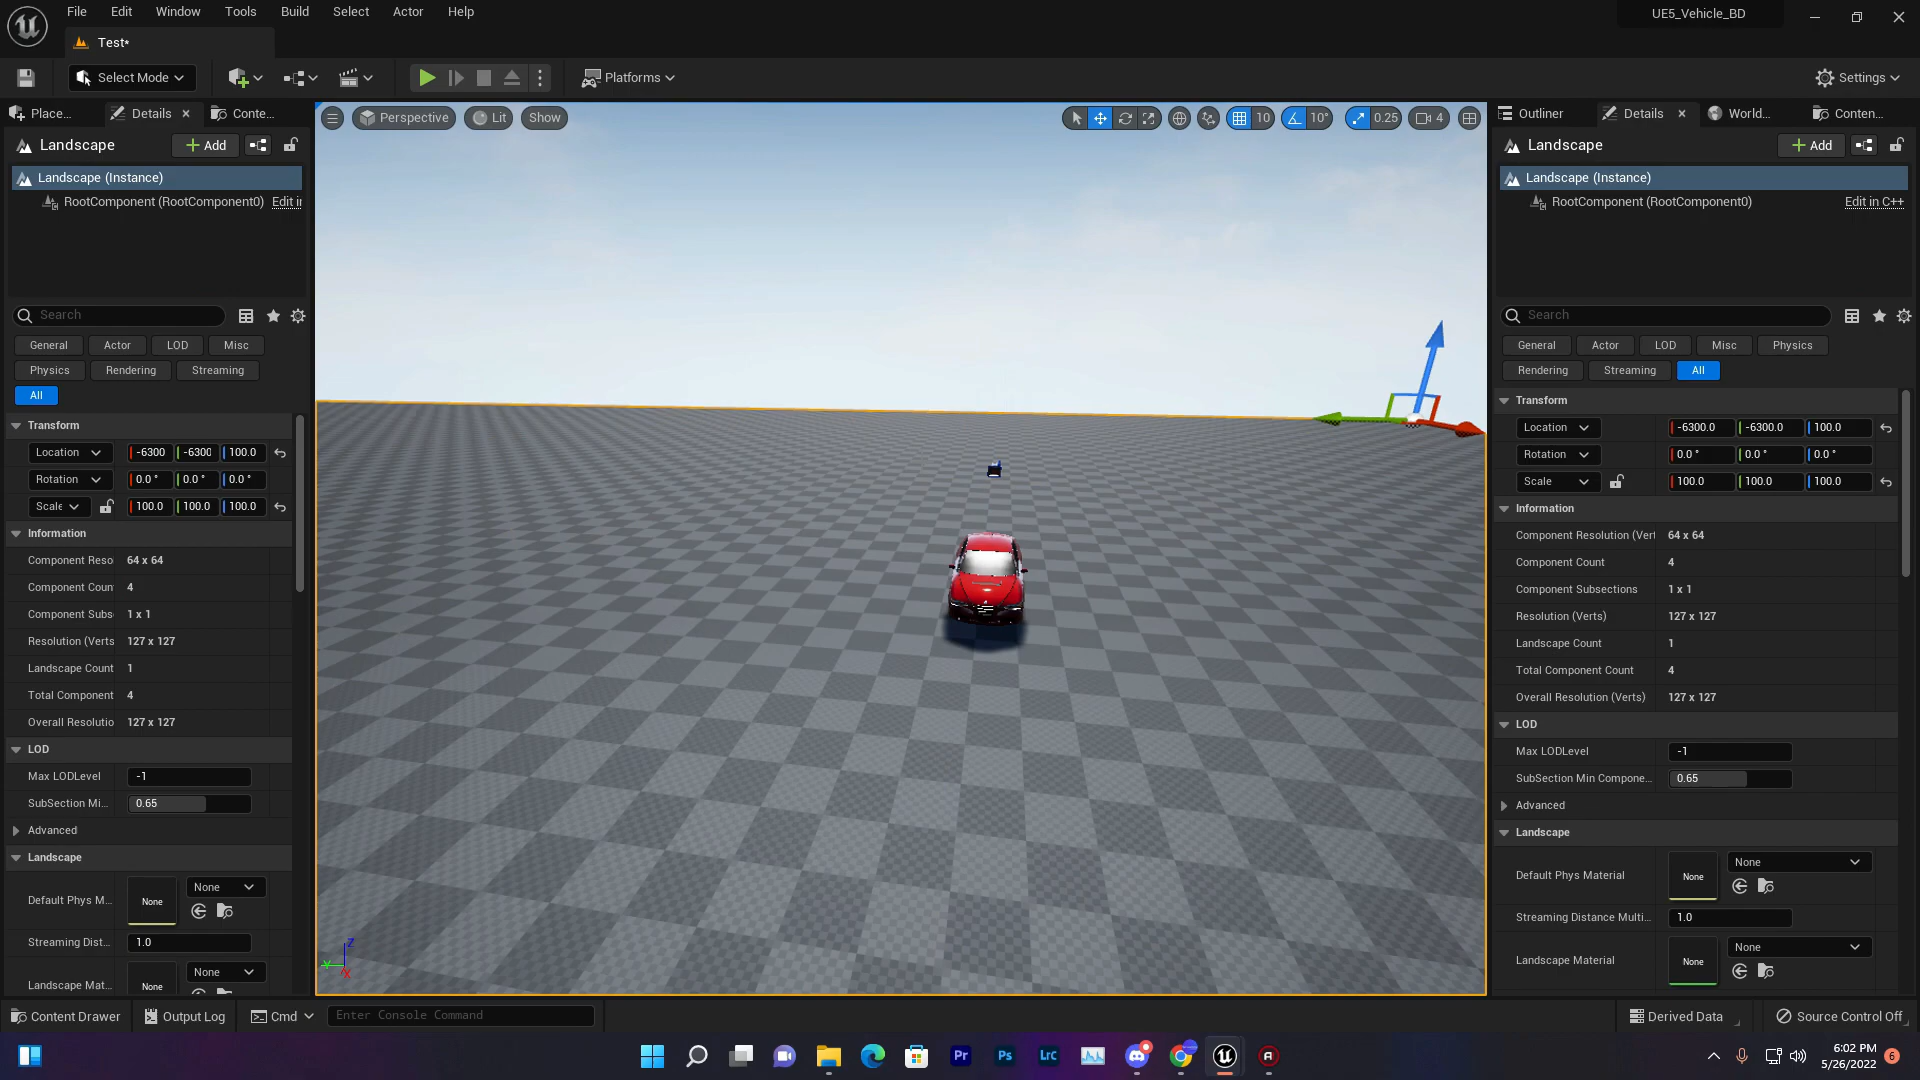 File Edit Window Tools Build Select Actor Help
UE5_Vehicle_BD
Test*
Select Mode
Platforms
Settings
Place...
Details
Conte...
Landscape
Add
Landscape (Instance)
RootComponent (RootComponent0)
Edit i
Search
General
Actor
LOD
Misc
Physics
Rendering
Streaming
All
Transform
Location
-6300
-6300
100.0
Rotation
0.0 °
0.0 °
0.0 °
Scale
100.0
100.0
100.0
Information
Component Reso
64 x 64
Component Coun
4
Component Subs
1 x 1
Resolution (Verts
127 x 127
Landscape Count
1
Total Component
4
Overall Resolutio
127 x 127
LOD
Max LODLevel
-1
SubSection Mi...
0.65
Advanced
Landscape
Default Phys M...
None
None
Streaming Dist...
1.0
Landscape Mat...
None
None
Perspective
Lit
Show
10
10°
0.25
4
Z
Y
X
Outliner
Details
World...
Conten...
Landscape
Add
Landscape (Instance)
RootComponent (RootComponent0)
Edit in C++
Search
General
Actor
LOD
Misc
Physics
Rendering
Streaming
All
Transform
Location
-6300.0
-6300.0
100.0
Rotation
0.0 °
0.0 °
0.0 °
Scale
100.0
100.0
100.0
Information
Component Resolution (Vert
64 x 64
Component Count
4
Component Subsections
1 x 1
Resolution (Verts)
127 x 127
Landscape Count
1
Total Component Count
4
Overall Resolution (Verts)
127 x 127
LOD
Max LODLevel
-1
SubSection Min Compone...
0.65
Advanced
Landscape
Default Phys Material
None
None
Streaming Distance Multi...
1.0
Landscape Material
None
None
Content Drawer
Output Log
Cmd
Enter Console Command
Derived Data
Source Control Off
Pr
Ps
LrC
6:02 PM
5/26/2022
6